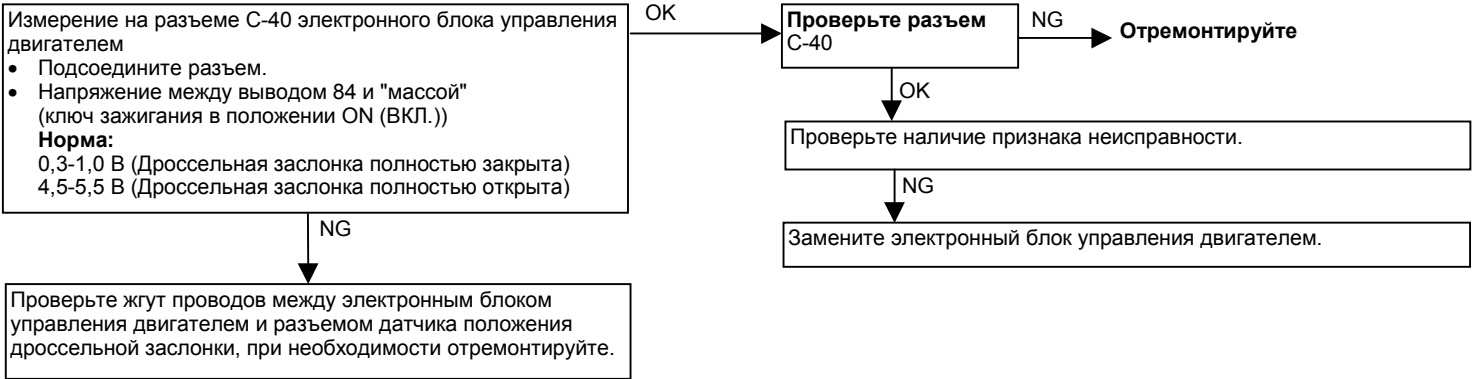 Измерение на разъеме С-40 электронного блока управления
двигателем
• Подсоедините разъем.
• Напряжение между выводом 84 и "массой"
(ключ зажигания в положении ON (ВКЛ.))
Норма:
0,3-1,0 В (Дроссельная заслонка полностью закрыта)
4,5-5,5 В (Дроссельная заслонка полностью открыта)
OK
Проверьте разъем
С-40
NG
Отремонтируйте
OK
Проверьте наличие признака неисправности.
NG
Замените электронный блок управления двигателем.
NG
Проверьте жгут проводов между электронным блоком
управления двигателем и разъемом датчика положения
дроссельной заслонки, при необходимости отремонтируйте.